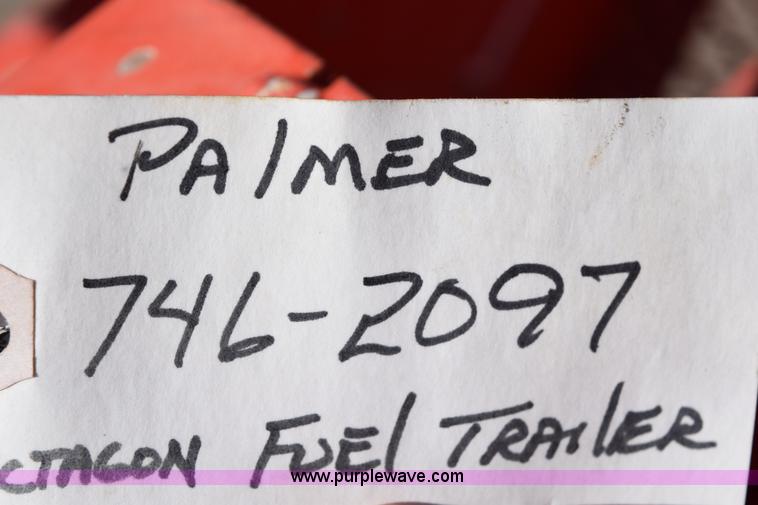 PAlMER
746-2097
CTAGON FUEl TRAilER
www.purplewave.com